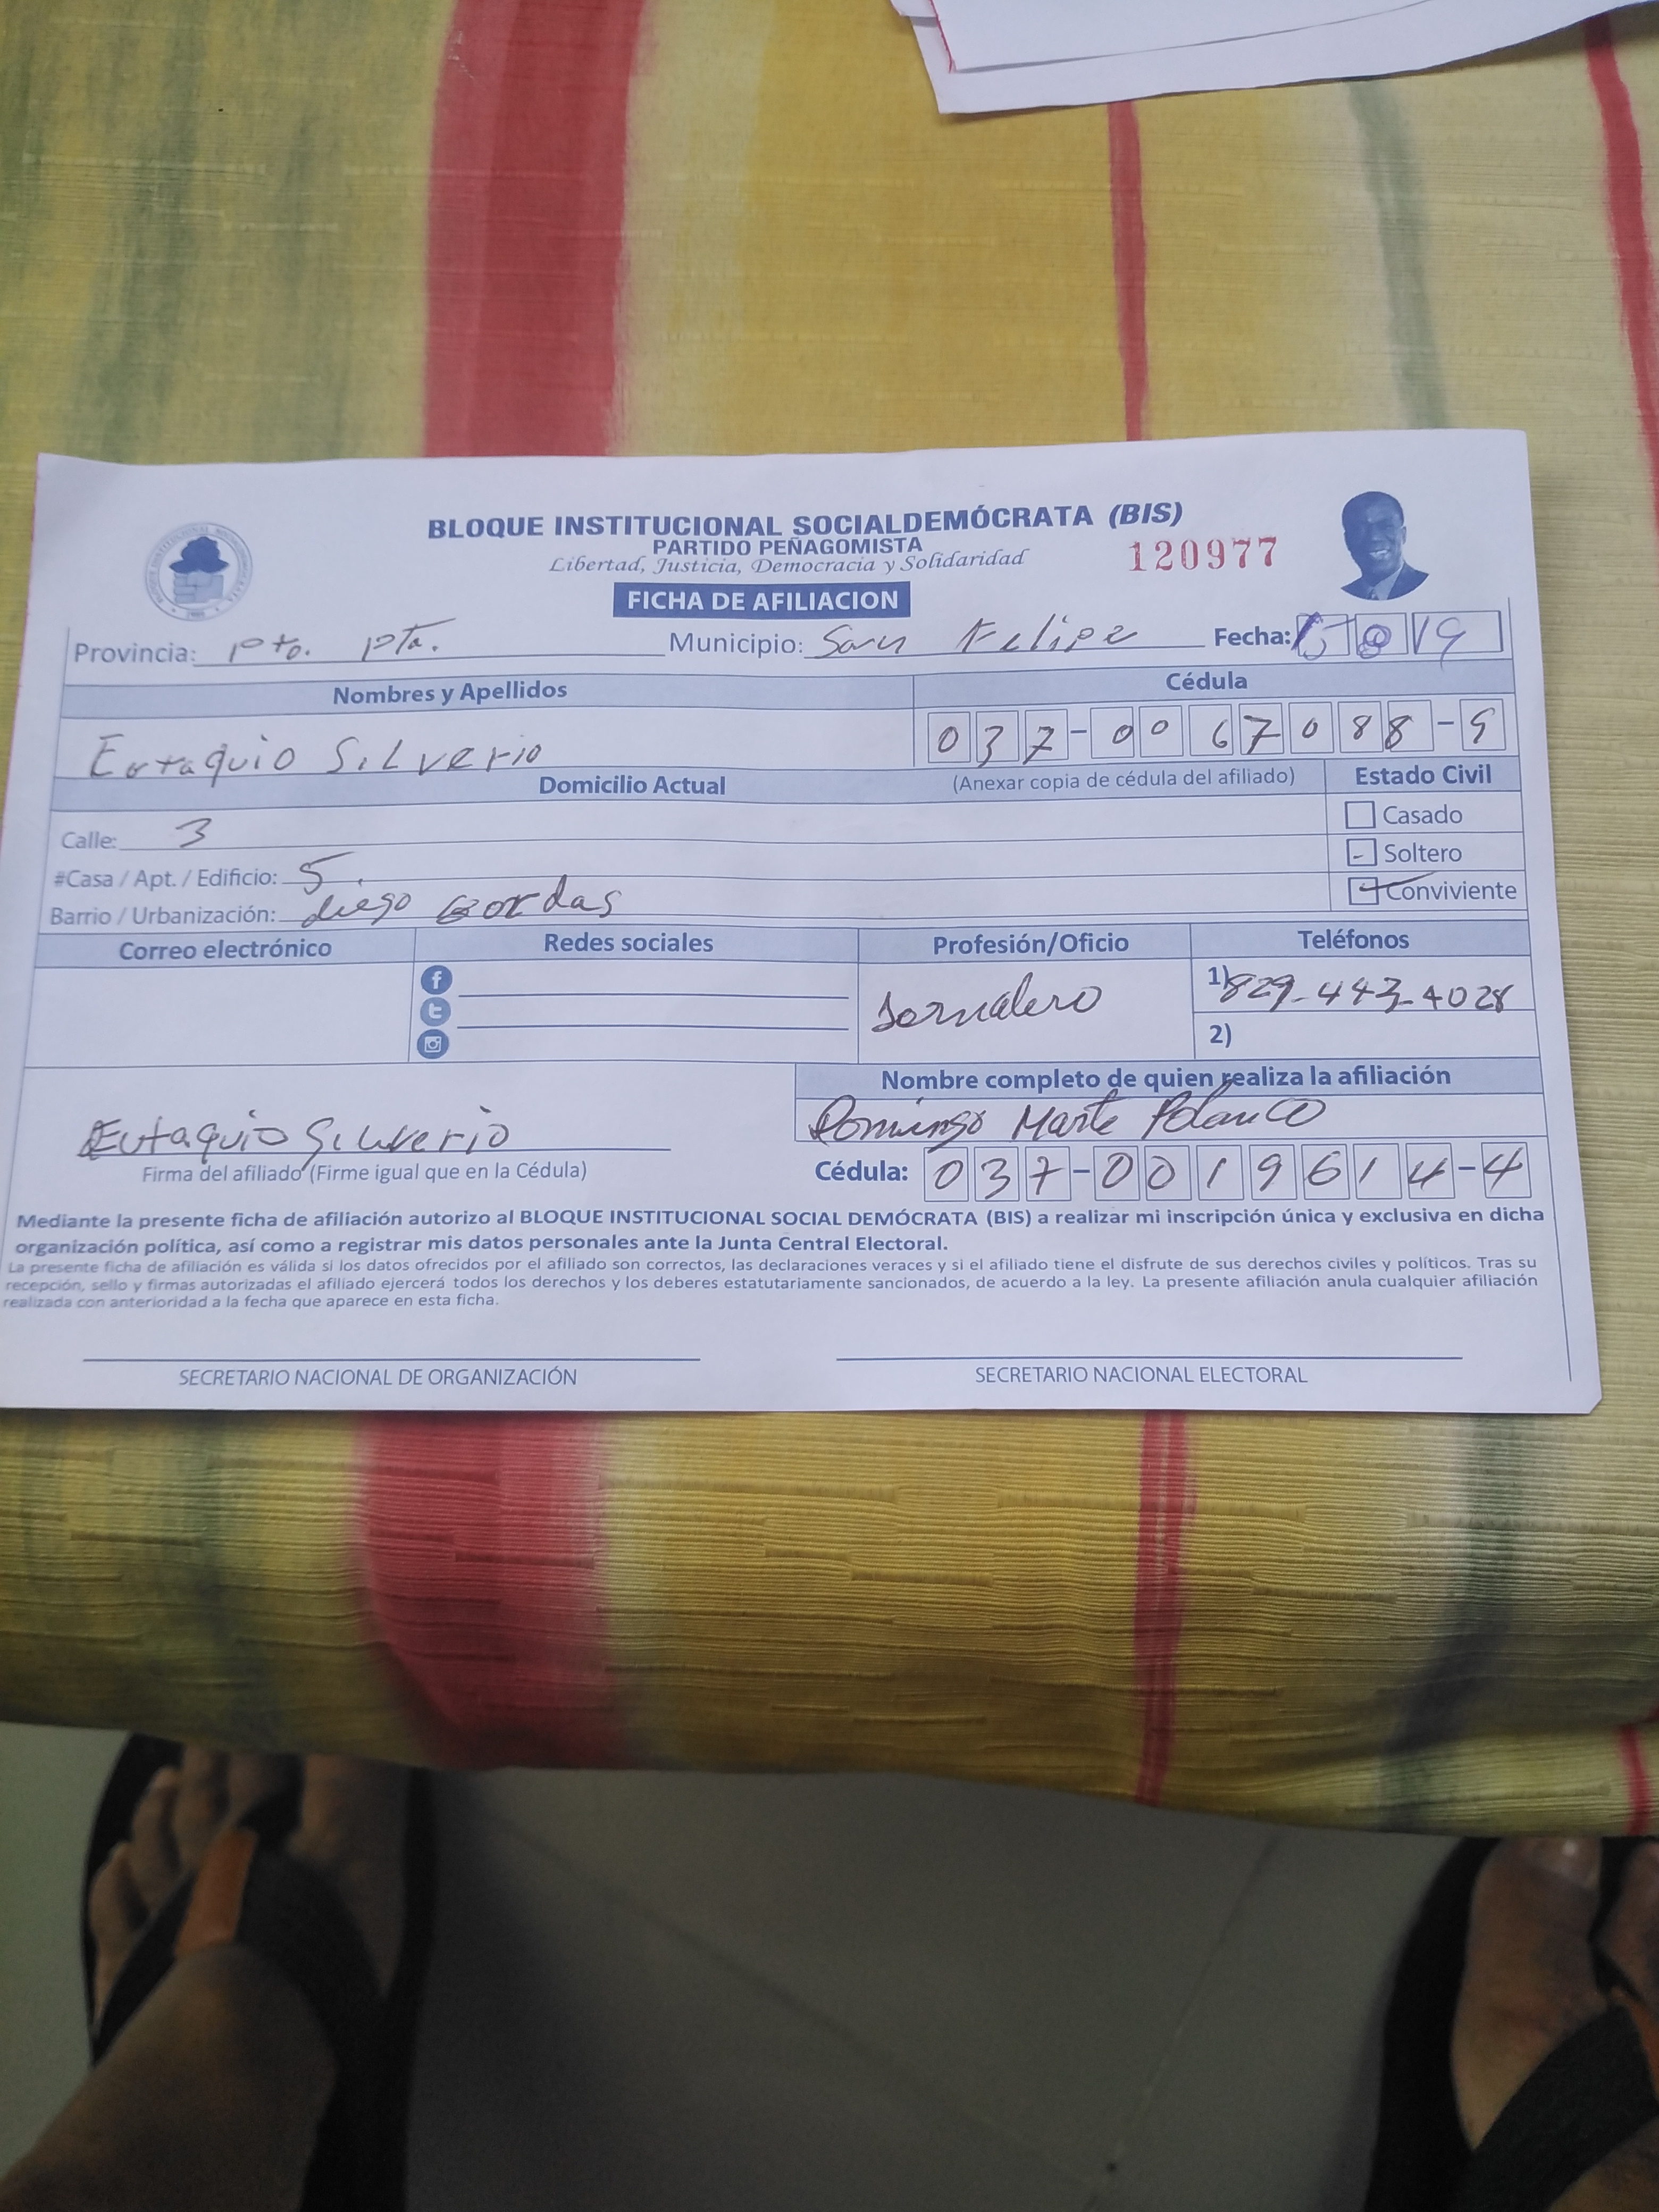 BLOQUE INSTITUCIONAL SOCIALDEMÓCRATA (BIS)
PARTIDO PEÑAGOMISTA
Libertad, Justicia, Democracia y Solidaridad
120977
FICHA DE AFILIACION
Provincia: Pto. Pta. Municipio: San Felipe Fecha: 19
Nombres y Apellidos Cédula
Eutaquio Silverio 037-0067088-9
Domicilio Actual (Anexar copia de cédula del afiliado) Estado Civil
Calle: 3 Casado
#Casa / Apt. / Edificio: 5. Soltero
Barrio / Urbanización: diego Gordas Conviviente
Correo electrónico Redes sociales Profesión/Oficio Teléfonos
Jornalero 1) 829-443-4028
2)
Nombre completo de quien realiza la afiliación
Domingo Marte Polanco
Eutaquio Silverio
Firma del afiliado (Firme igual que en la Cédula) Cédula: 037-0019614-4
Mediante la presente ficha de afiliación autorizo al BLOQUE INSTITUCIONAL SOCIAL DEMÓCRATA (BIS) a realizar mi inscripción única y exclusiva en dicha
organización política, así como a registrar mis datos personales ante la Junta Central Electoral.
La presente ficha de afiliación es válida si los datos ofrecidos por el afiliado son correctos, las declaraciones veraces y si el afiliado tiene el disfrute de sus derechos civiles y políticos. Tras su
recepción, sello y firmas autorizadas el afiliado ejercerá todos los derechos y los deberes estatutariamente sancionados, de acuerdo a la ley. La presente afiliación anula cualquier afiliación
realizada con anterioridad a la fecha que aparece en esta ficha.
SECRETARIO NACIONAL DE ORGANIZACIÓN SECRETARIO NACIONAL ELECTORAL